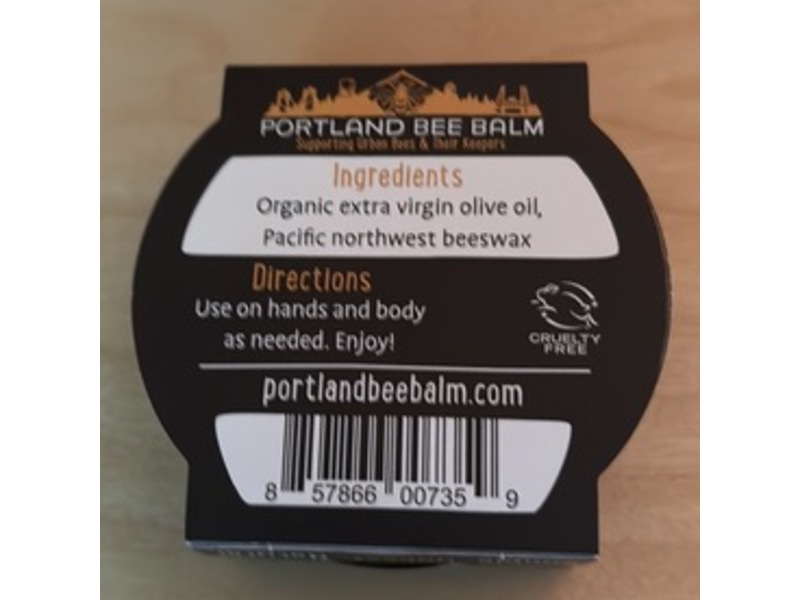 PORTLAND BEE BALM
Supporting Urban Bees & Their Keepers
Ingredients
Organic extra virgin olive oil,
Pacific northwest beeswax
Directions
Use on hands and body
as needed. Enjoy!
CRUELTY
FREE
portlandbeebalm.com
8 57866 00735 9